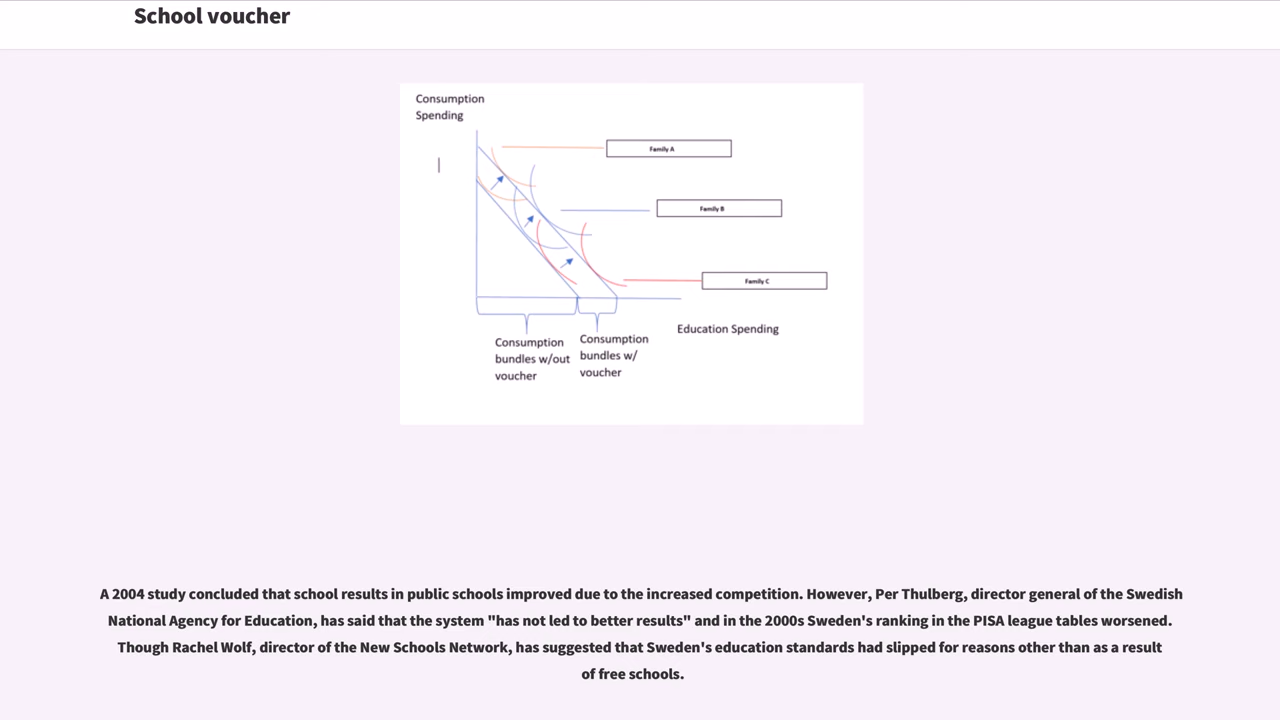 School voucher
Consumption
Spending
Family A
Family B
Family C
Education Spending
Consumption
bundles w/out
voucher
Consumption
bundles w/
voucher
A 2004 study concluded that school results in public schools improved due to the increased competition. However, Per Thulberg, director general of the Swedish
National Agency for Education, has said that the system "has not led to better results" and in the 2000s Sweden's ranking in the PISA league tables worsened.
Though Rachel Wolf, director of the New Schools Network, has suggested that Sweden's education standards had slipped for reasons other than as a result
of free schools.